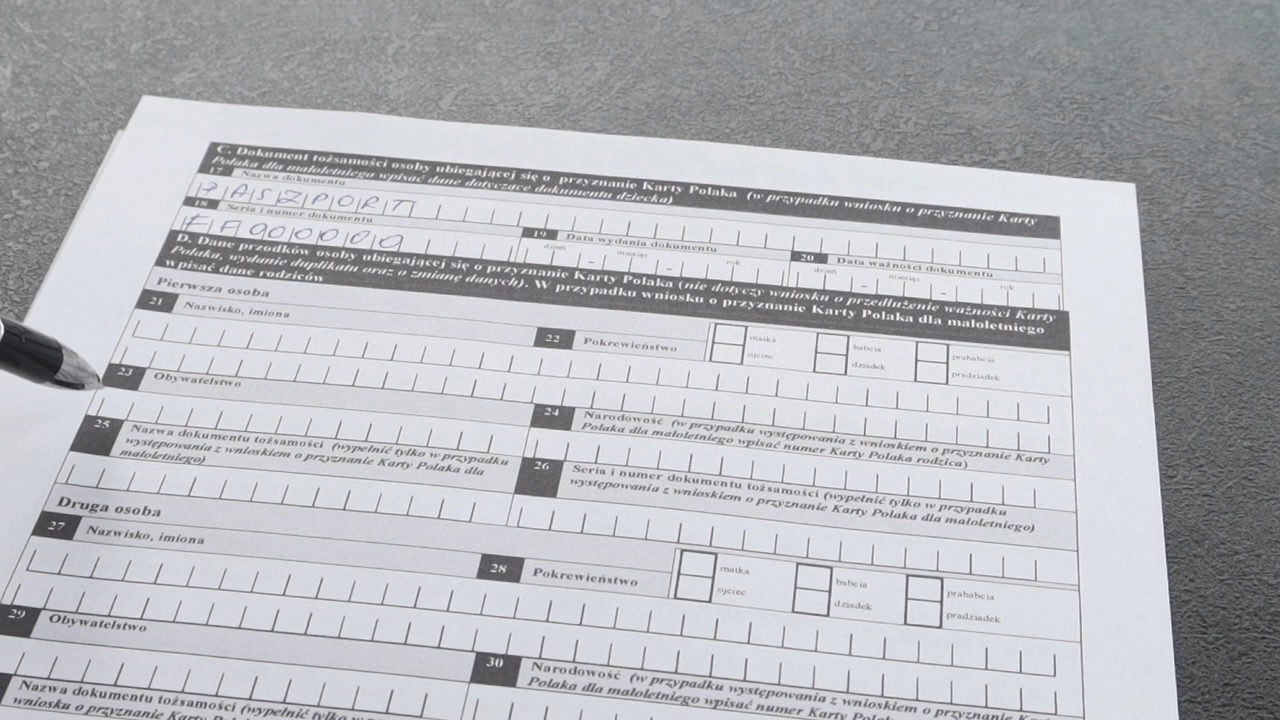 C. Dokument tożsamości osoby ubiegającej się o przyznanie Karty Polaka (w przypadku wniosku o przyznanie Karty
Polaka dla małoletniego wpisać dane dotyczące dokumentu dziecka)
17 Nazwa dokumentu
PASZPORT
18 Seria i numer dokumentu
19 Data wydania dokumentu
20 Data ważności dokumentu
FA00000
dzień miesiąc rok
dzień miesiąc rok
D. Dane przodków osoby ubiegającej się o przyznanie Karty Polaka (nie dotyczy wniosku o przedłużenie ważności Karty
Polaka, wydanie duplikatu oraz o zmianę danych). W przypadku wniosku o przyznanie Karty Polaka dla małoletniego
wpisać dane rodziców
Pierwsza osoba
21 Nazwisko, imiona
22 Pokrewieństwo
matka babcia prababcia
ojciec dziadek pradziadek
23 Obywatelstwo
24 Narodowość (w przypadku występowania z wnioskiem o przyznanie Karty
Polaka dla małoletniego wpisać numer Karty Polaka rodzica)
25 Nazwa dokumentu tożsamości (wypełnić tylko w przypadku
występowania z wnioskiem o przyznanie Karty Polaka dla
małoletniego)
26 Seria i numer dokumentu tożsamości (wypełnić tylko w przypadku
występowania z wnioskiem o przyznanie Karty Polaka dla małoletniego)
Druga osoba
27 Nazwisko, imiona
28 Pokrewieństwo
matka babcia prababcia
ojciec dziadek pradziadek
29 Obywatelstwo
30 Narodowość (w przypadku występowania z wnioskiem o przyznanie Karty
Polaka dla małoletniego wpisać numer Karty
Nazwa dokumentu tożsamości (wypełnić tylko w
wniosku o przyznanie Karty